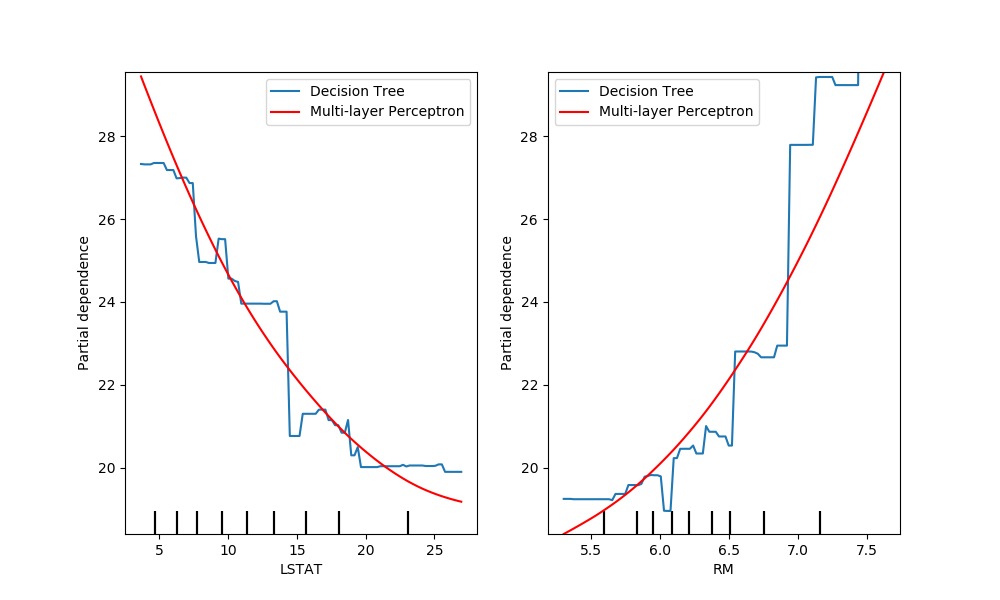 Decision Tree
Multi-layer Perceptron
28
26
24
22
20
Partial dependence
5
10
15
20
25
LSTAT
Decision Tree
Multi-layer Perceptron
28
26
24
22
20
Partial dependence
5.5
6.0
6.5
7.0
7.5
RM